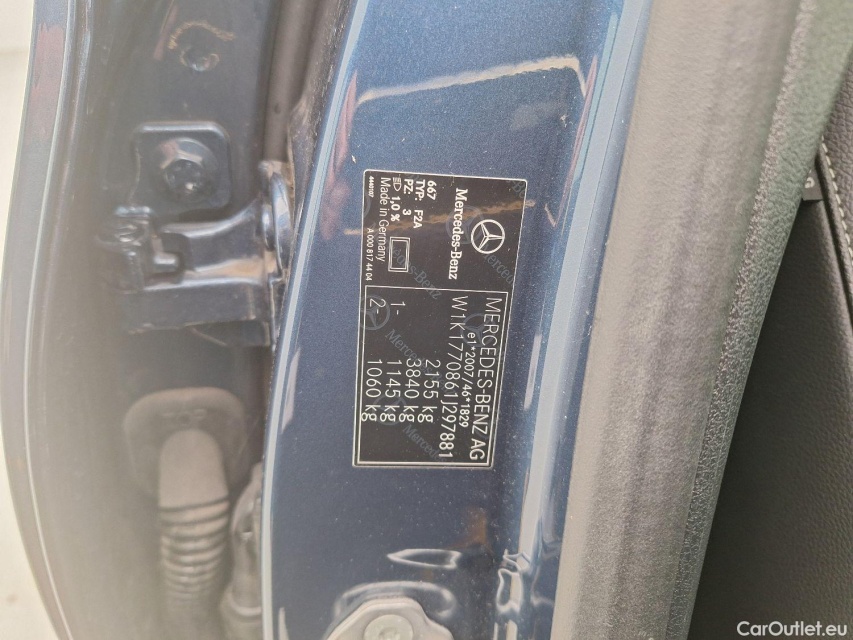 Mercedes-Benz
667
TYP: F2A
PZ: 3
1,0 %
Made in Germany
4440187
A 000 817 44 04
MERCEDES-BENZ AG
e1*2007/46*1829
W1K1770861J297881
2155 kg
3840 kg
1- 1145 kg
2- 1060 kg
CarOutlet.eu